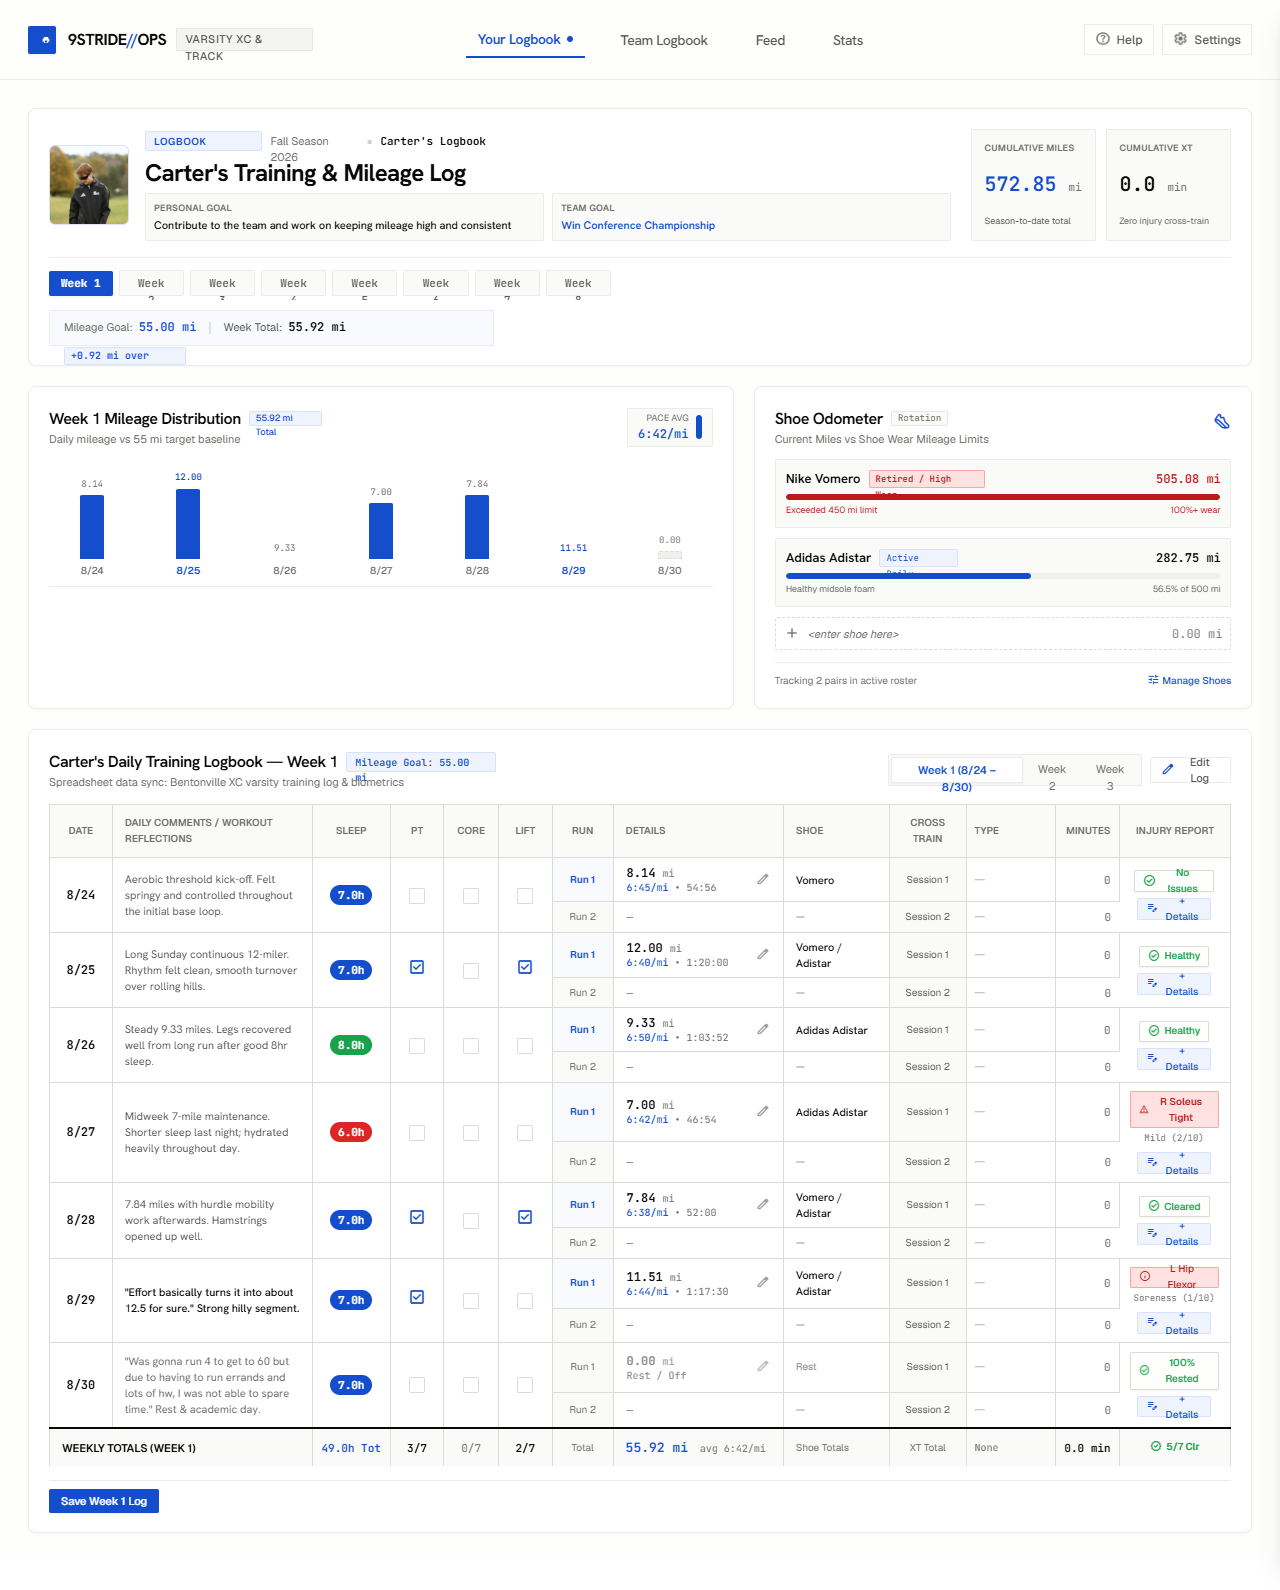 9STRIDE//OPS
VARSITY XC & TRACK
Your Logbook
Team Logbook
Feed
Stats
Help
Settings
LOGBOOK
Fall Season 2026
Carter's Logbook
Carter's Training & Mileage Log
PERSONAL GOAL
Contribute to the team and work on keeping mileage high and consistent
TEAM GOAL
Win Conference Championship
CUMULATIVE MILES
572.85 mi
Season-to-date total
CUMULATIVE XT
0.0 min
Zero injury cross-train
Week 1
Week 2
Week 3
Week 4
Week 5
Week 6
Week 7
Week 8
Mileage Goal: 55.00 mi | Week Total: 55.92 mi
+0.92 mi over
Week 1 Mileage Distribution
55.92 mi Total
Daily mileage vs 55 mi target baseline
PACE AVG
6:42/mi
8.14
12.00
9.33
7.00
7.84
11.51
0.00
8/24
8/25
8/26
8/27
8/28
8/29
8/30
Shoe Odometer
Rotation
Current Miles vs Shoe Wear Mileage Limits
Nike Vomero
Retired / High Wear
505.08 mi
Exceeded 450 mi limit
100%+ wear
Adidas Adistar
Active Daily
282.75 mi
Healthy midsole foam
56.5% of 500 mi
<enter shoe here>
0.00 mi
Tracking 2 pairs in active roster
Manage Shoes
Carter's Daily Training Logbook — Week 1
Mileage Goal: 55.00 mi
Spreadsheet data sync: Bentonville XC varsity training log & biometrics
Week 1 (8/24 – 8/30)
Week 2
Week 3
Edit Log
DATE
DAILY COMMENTS / WORKOUT REFLECTIONS
SLEEP
PT
CORE
LIFT
RUN
DETAILS
SHOE
CROSS TRAIN
TYPE
MINUTES
INJURY REPORT
8/24
Aerobic threshold kick-off. Felt
springy and controlled throughout
the initial base loop.
7.0h
Run 1
8.14 mi
6:45/mi • 54:56
Vomero
Session 1
—
0
No Issues
+ Details
Run 2
—
—
Session 2
—
0
8/25
Long Sunday continuous 12-miler.
Rhythm felt clean, smooth turnover
over rolling hills.
7.0h
Run 1
12.00 mi
6:40/mi • 1:20:00
Vomero / Adistar
Session 1
—
0
Healthy
+ Details
Run 2
—
—
Session 2
—
0
8/26
Steady 9.33 miles. Legs recovered
well from long run after good 8hr
sleep.
8.0h
Run 1
9.33 mi
6:50/mi • 1:03:52
Adidas Adistar
Session 1
—
0
Healthy
+ Details
Run 2
—
—
Session 2
—
0
8/27
Midweek 7-mile maintenance.
Shorter sleep last night; hydrated
heavily throughout day.
6.0h
Run 1
7.00 mi
6:42/mi • 46:54
Adidas Adistar
Session 1
—
0
R Soleus Tight
Mild (2/10)
+ Details
Run 2
—
—
Session 2
—
0
8/28
7.84 miles with hurdle mobility
work afterwards. Hamstrings
opened up well.
7.0h
Run 1
7.84 mi
6:38/mi • 52:00
Vomero / Adistar
Session 1
—
0
Cleared
+ Details
Run 2
—
—
Session 2
—
0
8/29
"Effort basically turns it into about
12.5 for sure." Strong hilly segment.
7.0h
Run 1
11.51 mi
6:44/mi • 1:17:30
Vomero / Adistar
Session 1
—
0
L Hip Flexor
Soreness (1/10)
+ Details
Run 2
—
—
Session 2
—
0
8/30
"Was gonna run 4 to get to 60 but
due to having to run errands and
lots of hw, I was not able to spare
time." Rest & academic day.
7.0h
Run 1
0.00 mi
Rest / Off
Rest
Session 1
—
0
100% Rested
+ Details
Run 2
—
—
Session 2
—
0
WEEKLY TOTALS (WEEK 1)
49.0h Tot
3/7
0/7
2/7
Total
55.92 mi avg 6:42/mi
Shoe Totals
XT Total
None
0.0 min
5/7 Clr
Save Week 1 Log